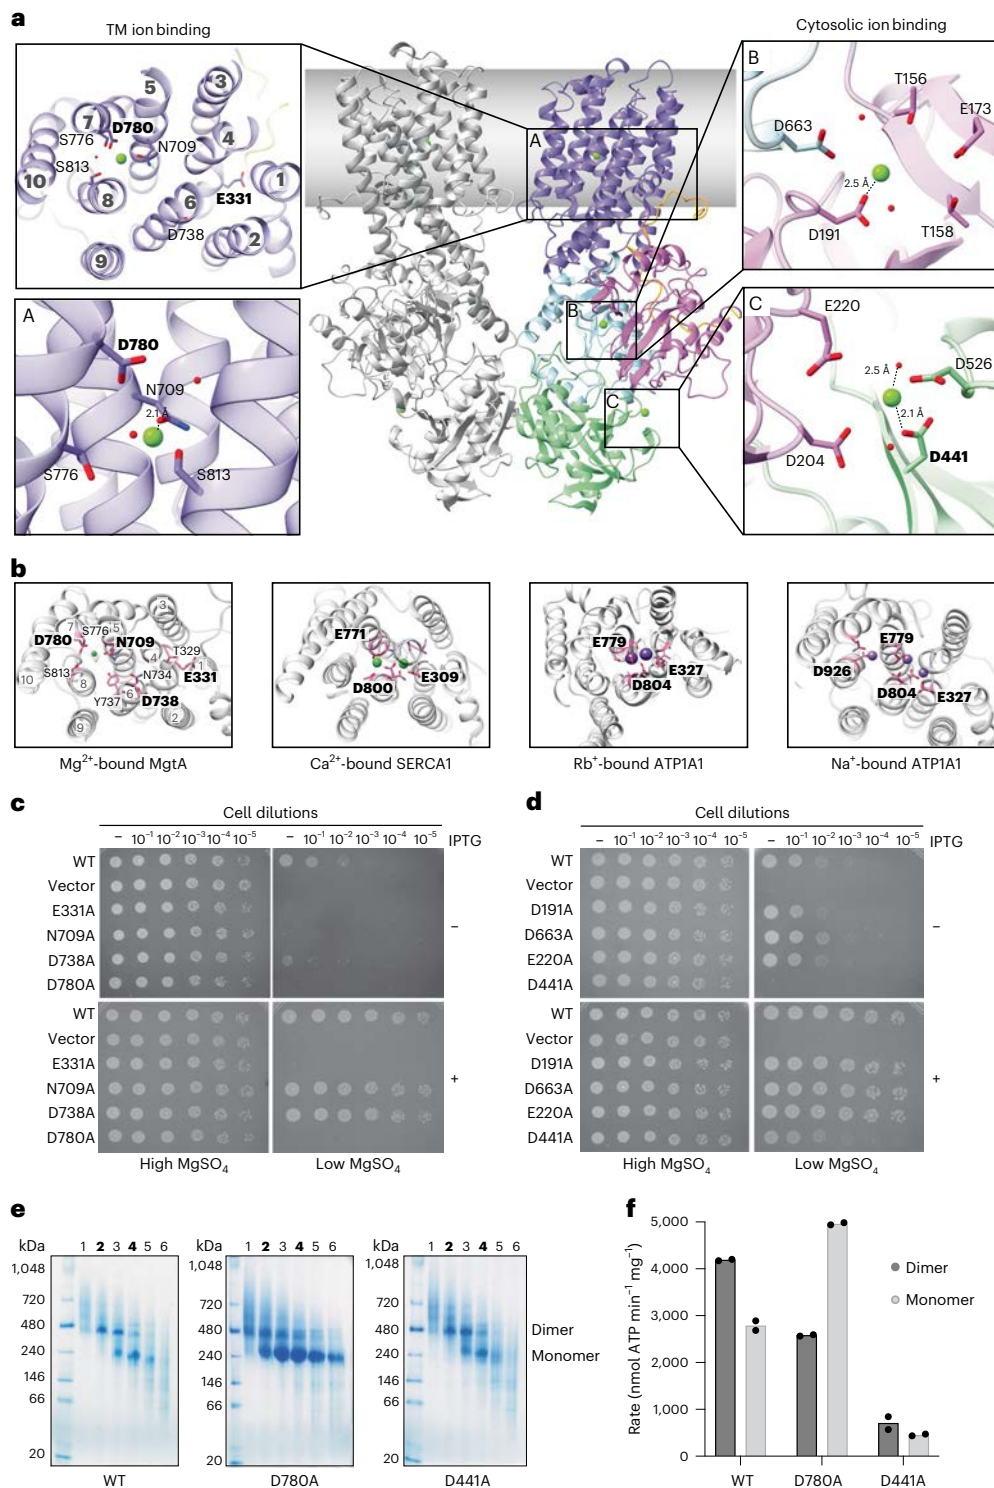 a
TM ion binding
Cytosolic ion binding
3
5
7
D780
S776
N709
4
S813
10
8
6
E331
1
D738
2
9
A
B
C
B
T156
E173
D663
2.5 Å
D191
T158
A
D780
N709
2.1 Å
S776
S813
C
E220
D526
2.5 Å
2.1 Å
D204
D441
b
3
7
S776
5
D780
N709
T329
4
1
S813
N734
E331
10
8
6
Y737
D738
2
9
E771
E309
D800
E779
E327
D804
E779
D926
D804
E327
Mg2+-bound MgtA
Ca2+-bound SERCA1
Rb+-bound ATP1A1
Na+-bound ATP1A1
c
Cell dilutions
– 10–1 10–2 10–3 10–4 10–5 – 10–1 10–2 10–3 10–4 10–5 IPTG
WT
Vector
E331A
N709A
D738A
D780A
–
WT
Vector
E331A
N709A
D738A
D780A
+
High MgSO4
Low MgSO4
d
Cell dilutions
– 10–1 10–2 10–3 10–4 10–5 – 10–1 10–2 10–3 10–4 10–5 IPTG
WT
Vector
D191A
D663A
E220A
D441A
–
WT
Vector
D191A
D663A
E220A
D441A
+
High MgSO4
Low MgSO4
e
kDa 1 2 3 4 5 6
1,048
720
480
240
146
66
20
WT
kDa 1 2 3 4 5 6
1,048
720
480
240
146
66
20
D780A
kDa 1 2 3 4 5 6
1,048
720
480
240
146
66
20
D441A
Dimer
Monomer
f
Rate (nmol ATP min–1 mg–1)
5,000
4,000
3,000
2,000
1,000
0
Dimer
Monomer
WT
D780A
D441A